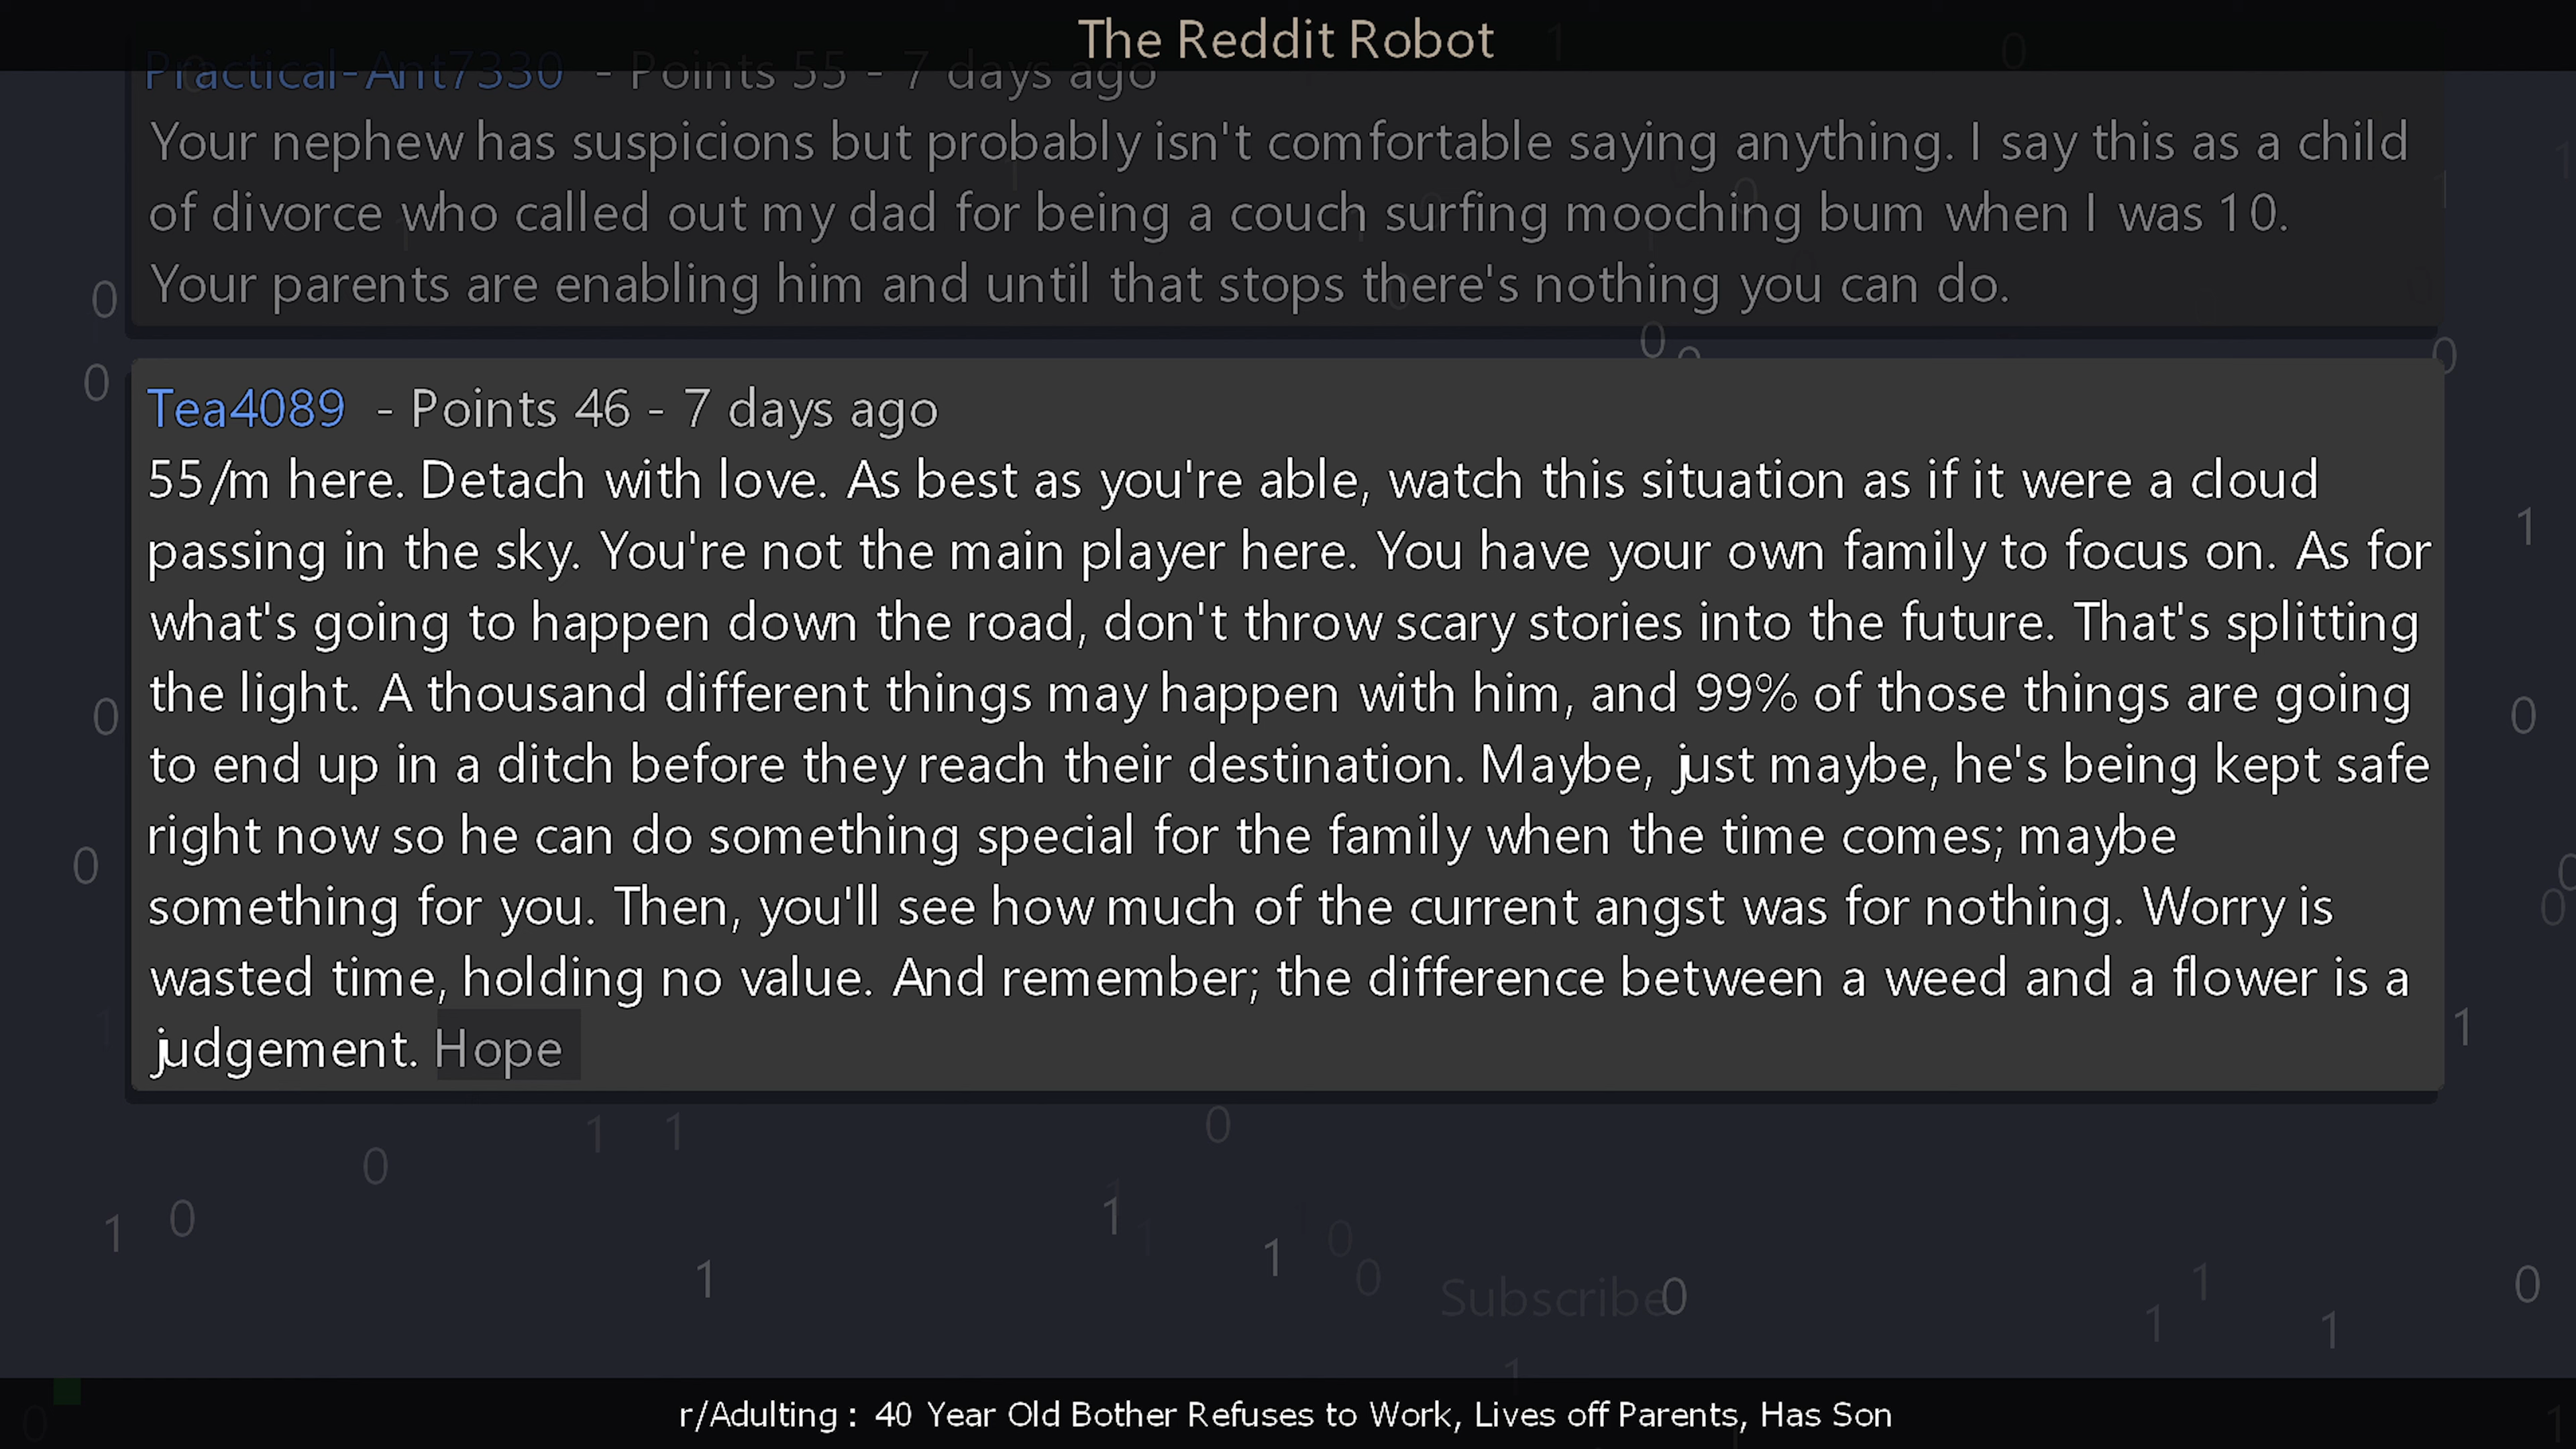 The Reddit Robot
Practical-Ant7330 - Points 55 - 7 days ago
Your nephew has suspicions but probably isn't comfortable saying anything. I say this as a child
of divorce who called out my dad for being a couch surfing mooching bum when I was 10.
Your parents are enabling him and until that stops there's nothing you can do.
Tea4089 - Points 46 - 7 days ago
55/m here. Detach with love. As best as you're able, watch this situation as if it were a cloud
passing in the sky. You're not the main player here. You have your own family to focus on. As for
what's going to happen down the road, don't throw scary stories into the future. That's splitting
the light. A thousand different things may happen with him, and 99% of those things are going
to end up in a ditch before they reach their destination. Maybe, just maybe, he's being kept safe
right now so he can do something special for the family when the time comes; maybe
something for you. Then, you'll see how much of the current angst was for nothing. Worry is
wasted time, holding no value. And remember; the difference between a weed and a flower is a
judgement. Hope
Subscribe
r/Adulting : 40 Year Old Bother Refuses to Work, Lives off Parents, Has Son